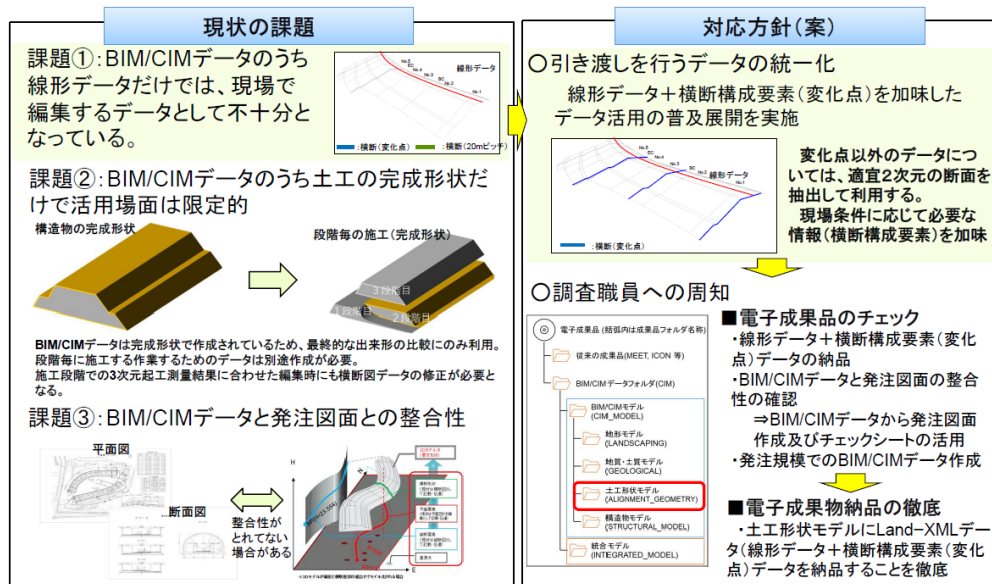 現状の課題
課題①:BIM/CIMデータのうち
線形データだけでは、現場で
編集するデータとして不十分と
なっている。
線形データ
No.5
EC
No.4
No.3
BC
No.2
No.1
:横断(変化点)
:横断(20mピッチ)
課題②:BIM/CIMデータのうち土工の完成形状だ
けで活用場面は限定的
構造物の完成形状
段階毎の施工(完成形状)
3段階目
1段階目
2段階目
BIM/CIMデータは完成形状で作成されているため、最終的な出来形の比較にのみ利用。
段階毎に施工する作業するためのデータは別途作成が必要。
施工段階での3次元起工測量結果に合わせた編集時にも横断図データの修正が必要と
なる。
課題③:BIM/CIMデータと発注図面との整合性
平面図
断面図
整合性が
とれてない
場合がある
H
N
E
対応方針(案)
○引き渡しを行うデータの統一化
線形データ+横断構成要素(変化点)を加味した
データ活用の普及展開を実施
線形データ
No.5
EC
No.4
No.3
BC
No.2
No.1
:横断(変化点)
変化点以外のデータにつ
いては、適宜2次元の断面を
抽出して利用する。
現場条件に応じて必要な
情報(横断構成要素)を加味
○調査職員への周知
電子成果品 (括弧内は成果品フォルダ名称)
従来の成果品(MEET, ICON 等)
BIM/CIMデータフォルダ(CIM)
BIM/CIMモデル
(CIMI_MODEL)
地形モデル
(LANDSCAPING)
地質・土質モデル
(GEOLOGICAL)
土工形状モデル
(ALIGNMENT_GEOMETRY)
構造物モデル
(STRUCTURAL_MODEL)
統合モデル
(INTEGRATED_MODEL)
■電子成果品のチェック
・線形データ+横断構成要素(変化
点)データの納品
・BIM/CIMデータと発注図面の整合
性の確認
⇒BIM/CIMデータから発注図面
作成及びチェックシートの活用
・発注規模でのBIM/CIMデータ作成
■電子成果物納品の徹底
・土工形状モデルにLand-XMLデー
タ(線形データ+横断構成要素(変化
点)データを納品することを徹底